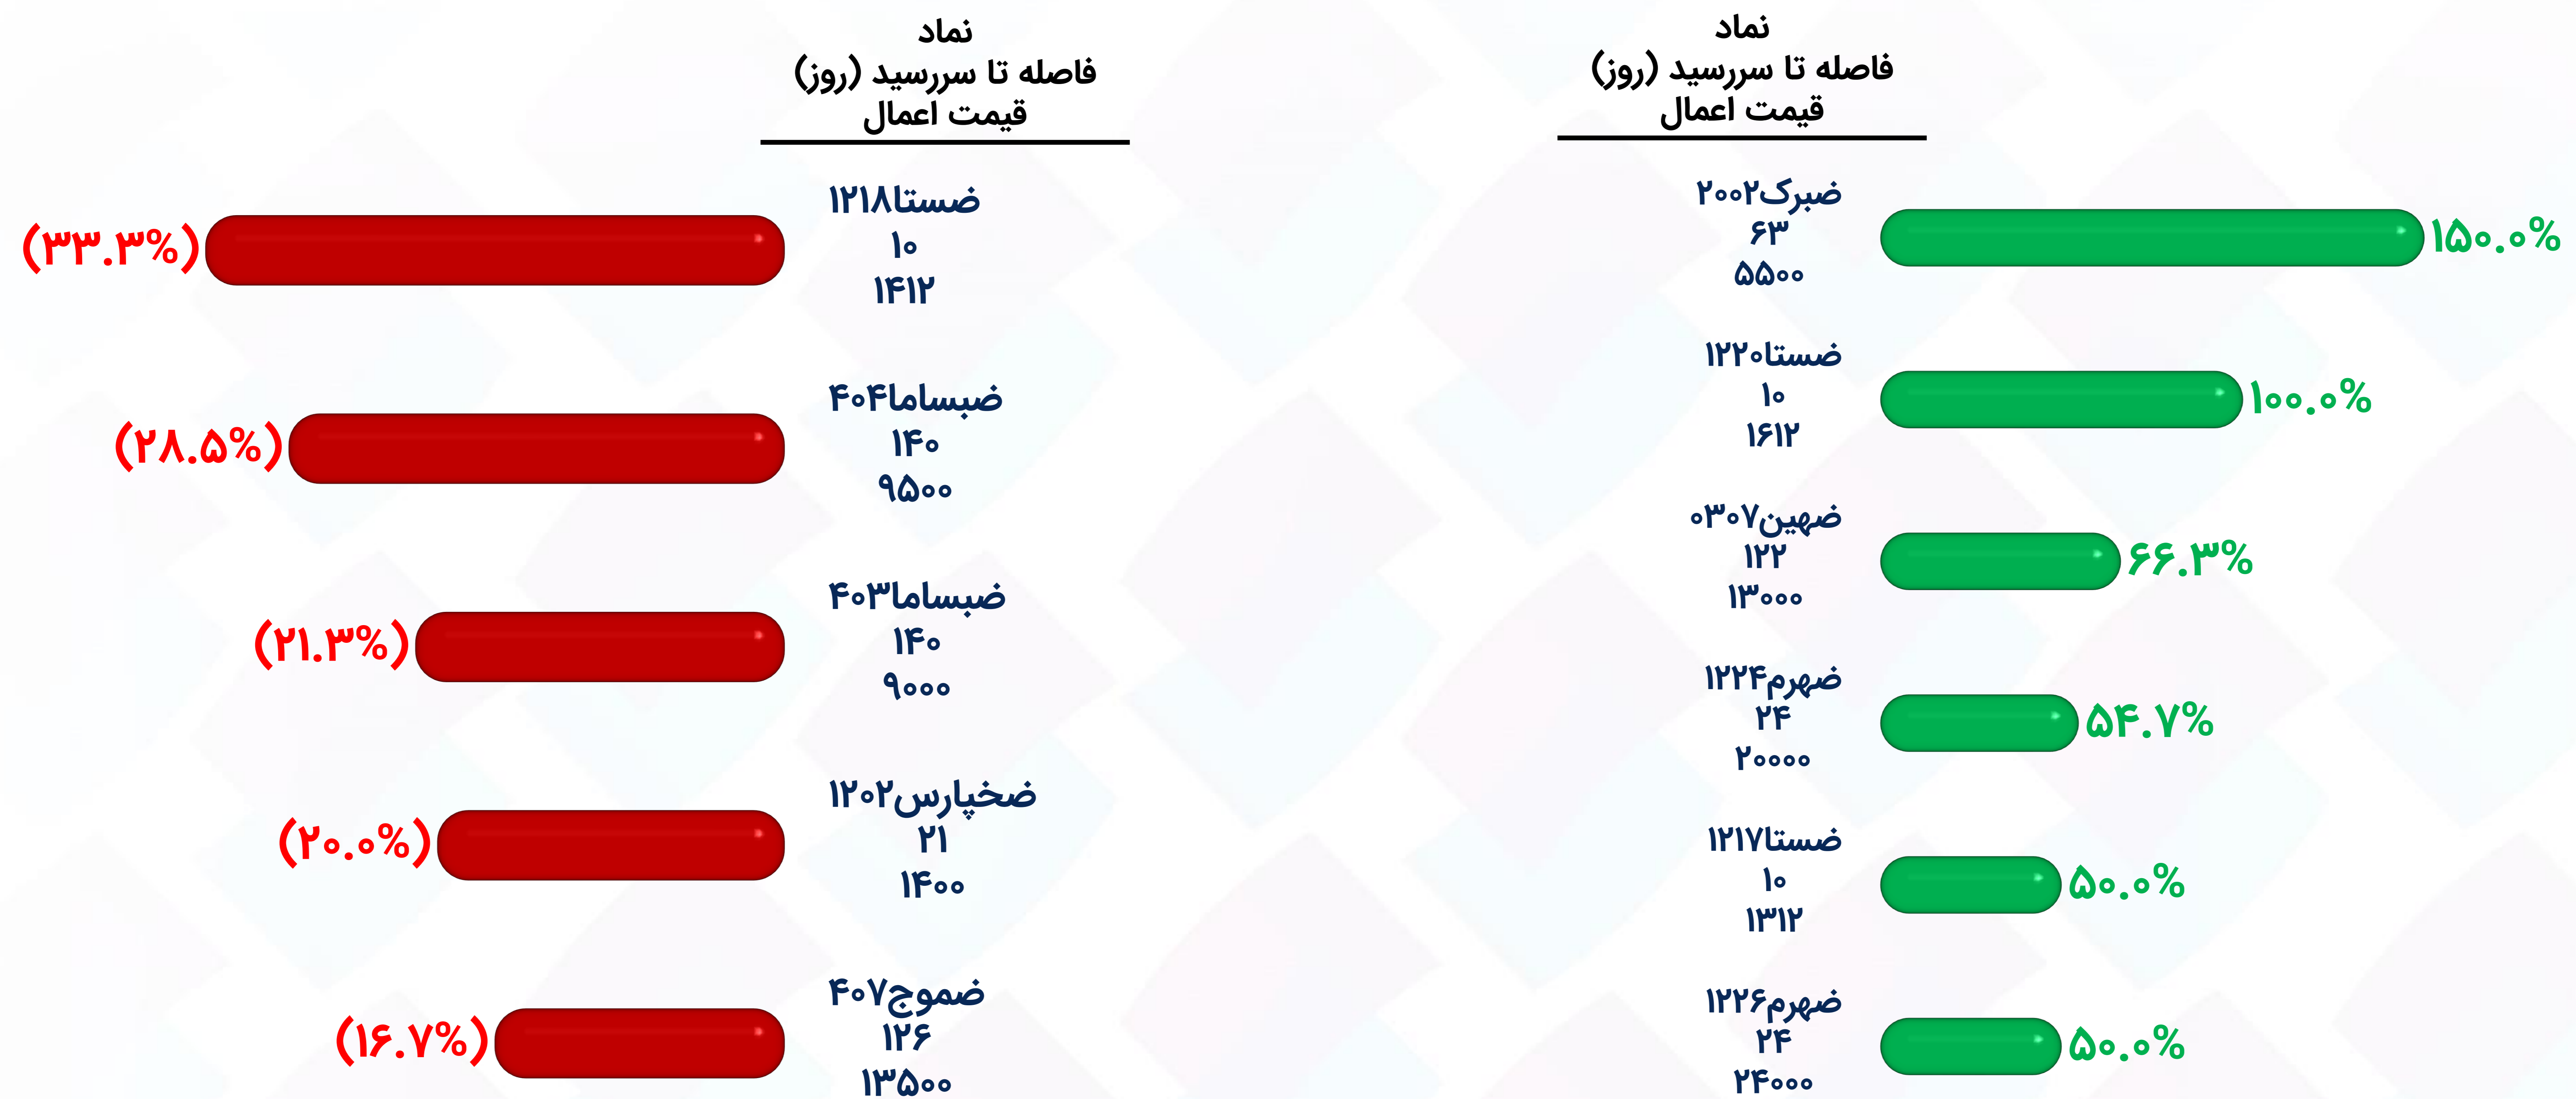 نماد
فاصله تا سررسید (روز)
قیمت اعمال
ضبرک۲۰۰۲
۶۳
۵۵۰۰
۱۵۰.۰%
ضستا۱۲۲۰
۱۰
۱۶۱۲
۱۰۰.۰%
ضهین۰۳۰۷
۱۲۲
۱۳۰۰۰
۶۶.۳%
ضهرم۱۲۲۴
۲۴
۲۰۰۰۰
۵۴.۷%
ضستا۱۲۱۷
۱۰
۱۳۱۲
۵۰.۰%
ضهرم۱۲۲۶
۲۴
۲۴۰۰۰
۵۰.۰%
نماد
فاصله تا سررسید (روز)
قیمت اعمال
ضستا۱۲۱۸
۱۰
۱۴۱۲
(۳۳.۳%)
ضبساما۴۰۴
۱۴۰
۹۵۰۰
(۲۸.۵%)
ضبساما۴۰۳
۱۴۰
۹۰۰۰
(۲۱.۳%)
ضخپارس۱۲۰۲
۲۱
۱۴۰۰
(۲۰.۰%)
ضموج۴۰۷
۱۲۶
۱۳۵۰۰
(۱۶.۷%)